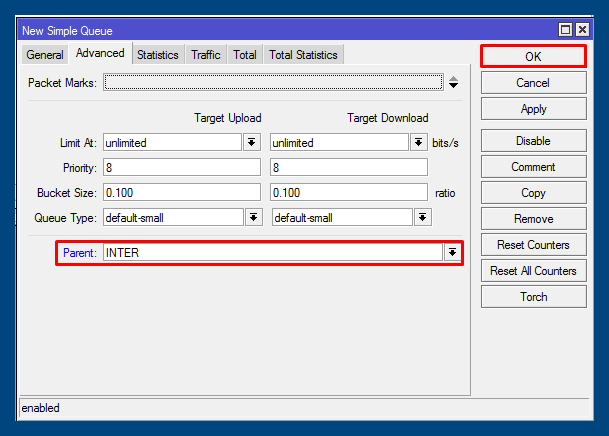 New Simple Queue
General Advanced Statistics Traffic Total Total Statistics
Packet Marks:
Target Upload Target Download
Limit At: unlimited unlimited bits/s
Priority: 8 8
Bucket Size: 0.100 0.100 ratio
Queue Type: default-small default-small
Parent: INTER
OK
Cancel
Apply
Disable
Comment
Copy
Remove
Reset Counters
Reset All Counters
Torch
enabled